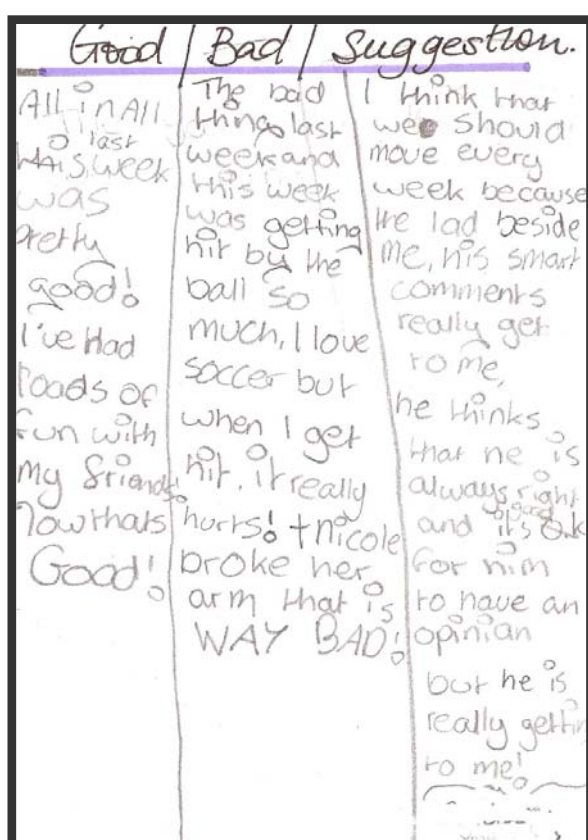 Good / Bad / Suggestion.
All in All
last
this week
was
pretty
good!
I've Had
loads of
fun with
my friends
Now thats
Good!
The bad
things last
week and
this week
was getting
hit by the
ball so
much, I love
soccer but
when I get
hit, it really
hurts! + nicole
broke her
arm that is
WAY BAD!
I think that
we should
move every
week because
the lad beside
me, his smart
comments
really get
to me,
he thinks
that he is
always right
and it's ok
for him
to have an
opinian
but he is
really gettin
to me!